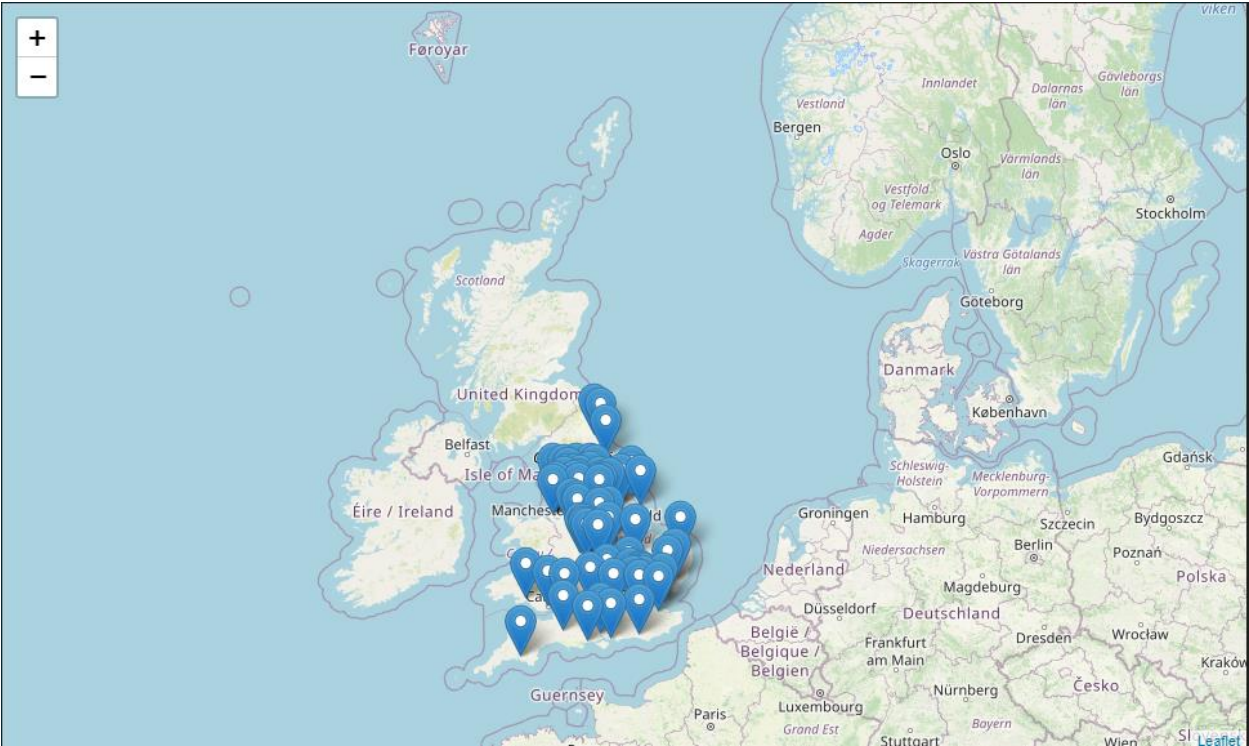 +
−
Føroyar
viken
Innlandet
Dalarnas
län
Gävleborgs
län
Vestland
Bergen
Oslo
Värmlands
län
Vestfold
og Telemark
Stockholm
Agder
Skagerrak
Västra Götalands
län
Scotland
Göteborg
Danmark
United Kingdom
København
Belfast
Isle of Ma
Schleswig-
Holstein
Mecklenburg-
Vorpommern
Gdańsk
Éire / Ireland
Manchest
Groningen
Hamburg
Szczecin
Bydgoszcz
Niedersachsen
Berlin
Poznań
Nederland
Magdeburg
Polska
Düsseldorf
Deutschland
België /
Belgique /
Belgien
Frankfurt
am Main
Dresden
Wrocław
Kraków
Guernsey
Luxembourg
Nürnberg
Česko
Paris
Grand Est
Bayern
Stuttgart
Wien
Leaflet